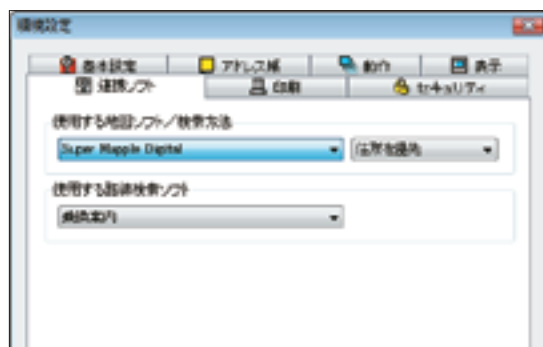 環境設定
基本設定 アドレス帳 動作 表示
連携ソフト 印刷 セキュリティ
使用する地図ソフト／検索方法
Super Mapple Digital 住所を優先
使用する路線検索ソフト
乗換案内